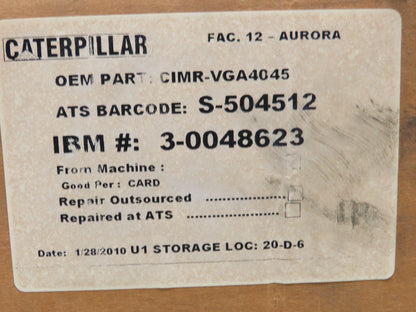 CATERPILLAR FAC. 12 – AURORA
OEM PART: CIMR-VGA4045
ATS BARCODE: S-504512
IBM #: 3-0048623
From Machine :
Good Per : CARD
Repair Outsourced
Repaired at ATS
Date: 1/28/2010 U1 STORAGE LOC: 20-D-6